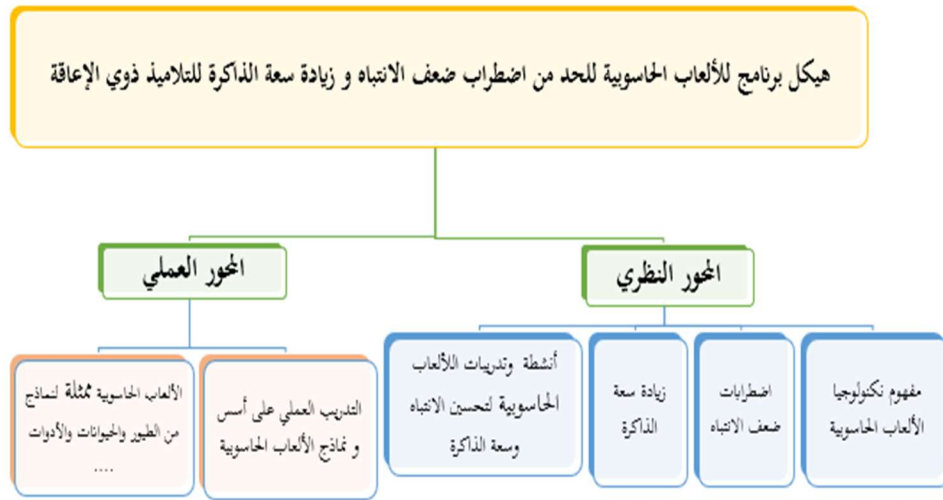 هيكل برنامج للألعاب الحاسوبية للحد من اضطراب ضعف الانتباه و زيادة سعة الذاكرة للتلاميذ ذوي الإعاقة
المحور النظري
المحور العملي
مفهوم تكنولوجيا
الألعاب الحاسوبية
اضطرابات
ضعف الانتباه
زيادة سعة
الذاكرة
أنشطة وتدريبات اللألعاب
الحاسوبية لتحسين الانتباه
وسعة الذاكرة
التدريب العملي على أسس
و نماذج الألعاب الحاسوبية
الألعاب الحاسوبية ممثلة لنماذج
من الطيور والحيوانات والأدوات
....